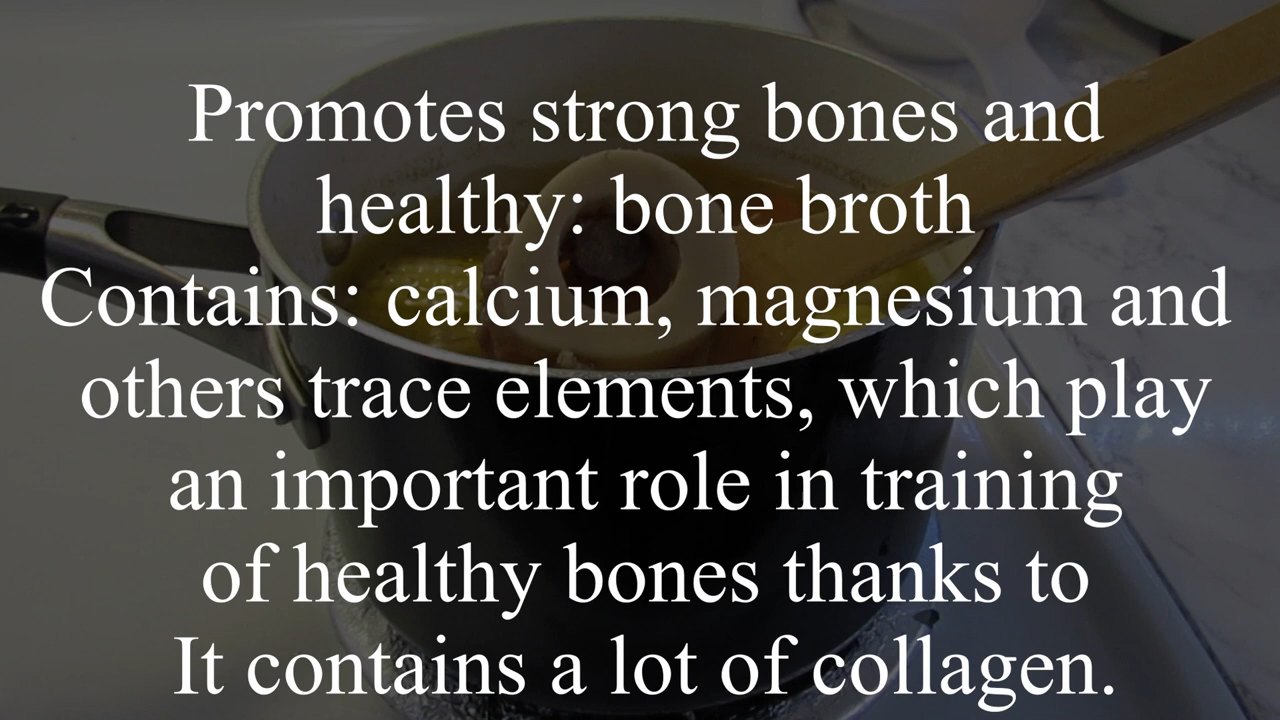 Promotes strong bones and
healthy: bone broth
Contains: calcium, magnesium and
others trace elements, which play
an important role in training
of healthy bones thanks to
It contains a lot of collagen.